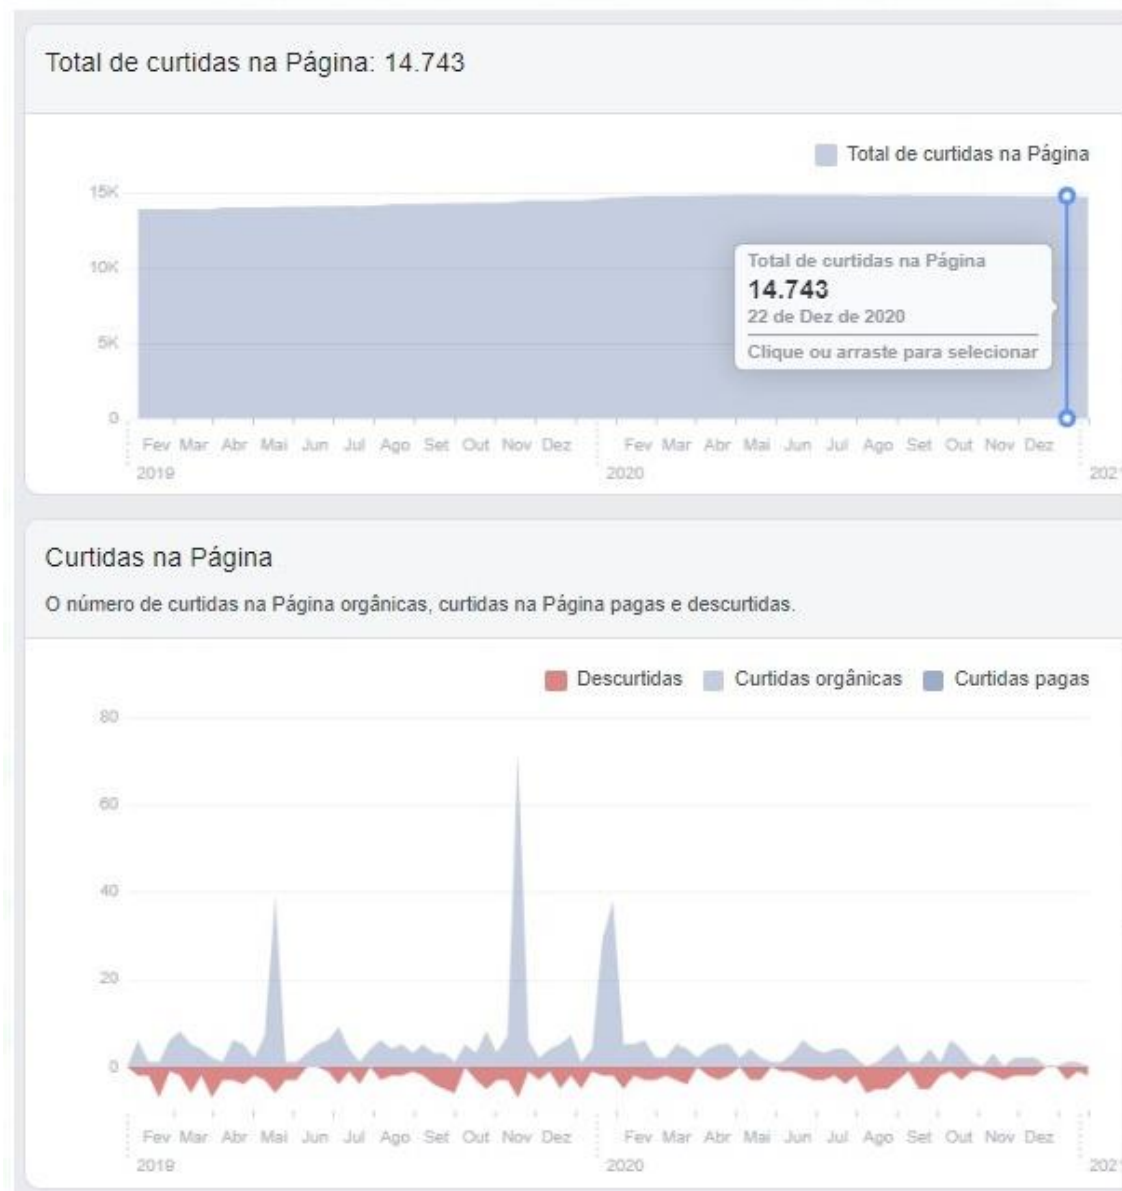 Total de curtidas na Página: 14.743
Total de curtidas na Página
15K
10K
5K
0
Total de curtidas na Página
14.743
22 de Dez de 2020
Clique ou arraste para selecionar
Fev Mar Abr Mai Jun Jul Ago Set Out Nov Dez Fev Mar Abr Mai Jun Jul Ago Set Out Nov Dez
2019 2020 2021
Curtidas na Página
O número de curtidas na Página orgânicas, curtidas na Página pagas e descurtidas.
Descurtidas Curtidas orgânicas Curtidas pagas
80
60
40
20
0
Fev Mar Abr Mai Jun Jul Ago Set Out Nov Dez Fev Mar Abr Mai Jun Jul Ago Set Out Nov Dez
2019 2020 2021